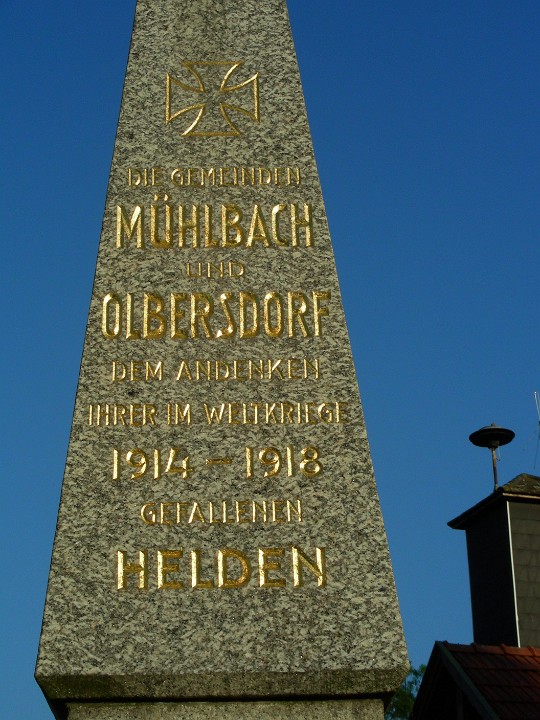 DIE GEMEINDEN
MÜHLBACH
UND
OLBERSDORF
DEM ANDENKEN
IHRER IM WELTKRIEGE
1914 – 1918
GEFALLENEN
HELDEN